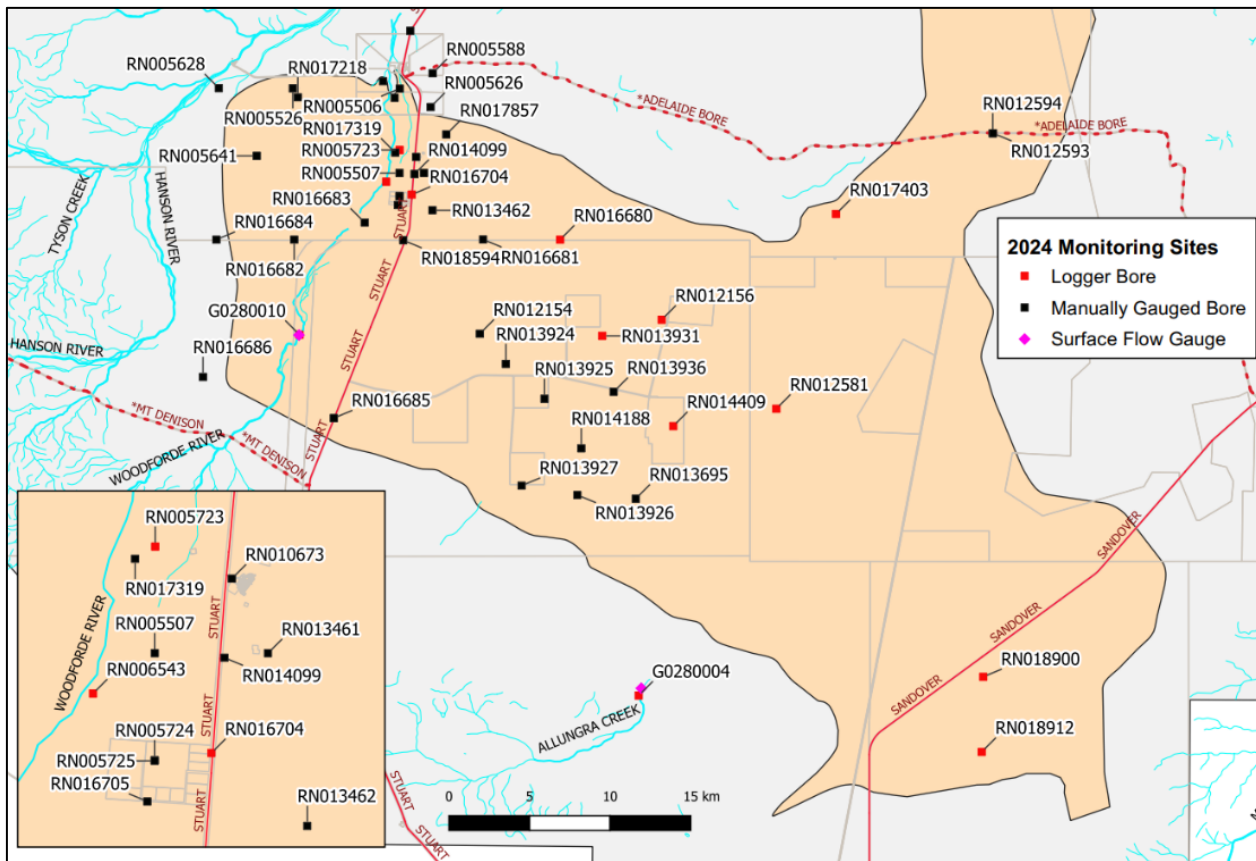 RN005588
RN005628
RN017218
RN005626
RN005506
RN017857
RN005526
*ADELAIDE BORE
RN012594
*ADELAIDE BORE
RN012593
RN017319
RN005723
RN014099
RN005641
RN005507
RN016704
TYSON CREEK
HANSON RIVER
RN016683
RN013462
RN017403
RN016684
STUART
RN016680
RN016682
RN018594
RN016681
2024 Monitoring Sites
Logger Bore
Manually Gauged Bore
Surface Flow Gauge
STUART
G0280010
RN012154
RN012156
RN013924
RN013931
HANSON RIVER
RN016686
STUART
RN013925
RN013936
RN012581
RN016685
RN014409
*MT DENISON
STUART
RN014188
WOODFORDE RIVER
*MT DENISON
RN013927
RN013695
RN013926
SANDOVER
SANDOVER
SANDOVER
RN005723
RN010673
RN017319
STUART
RN005507
RN013461
RN006543
RN014099
WOODFORDE RIVER
STUART
RN005724
RN016704
RN005725
RN016705
STUART
RN013462
G0280004
ALLUNGRA CREEK
RN018900
RN018912
STUART
STUART
0 5 10 15 km